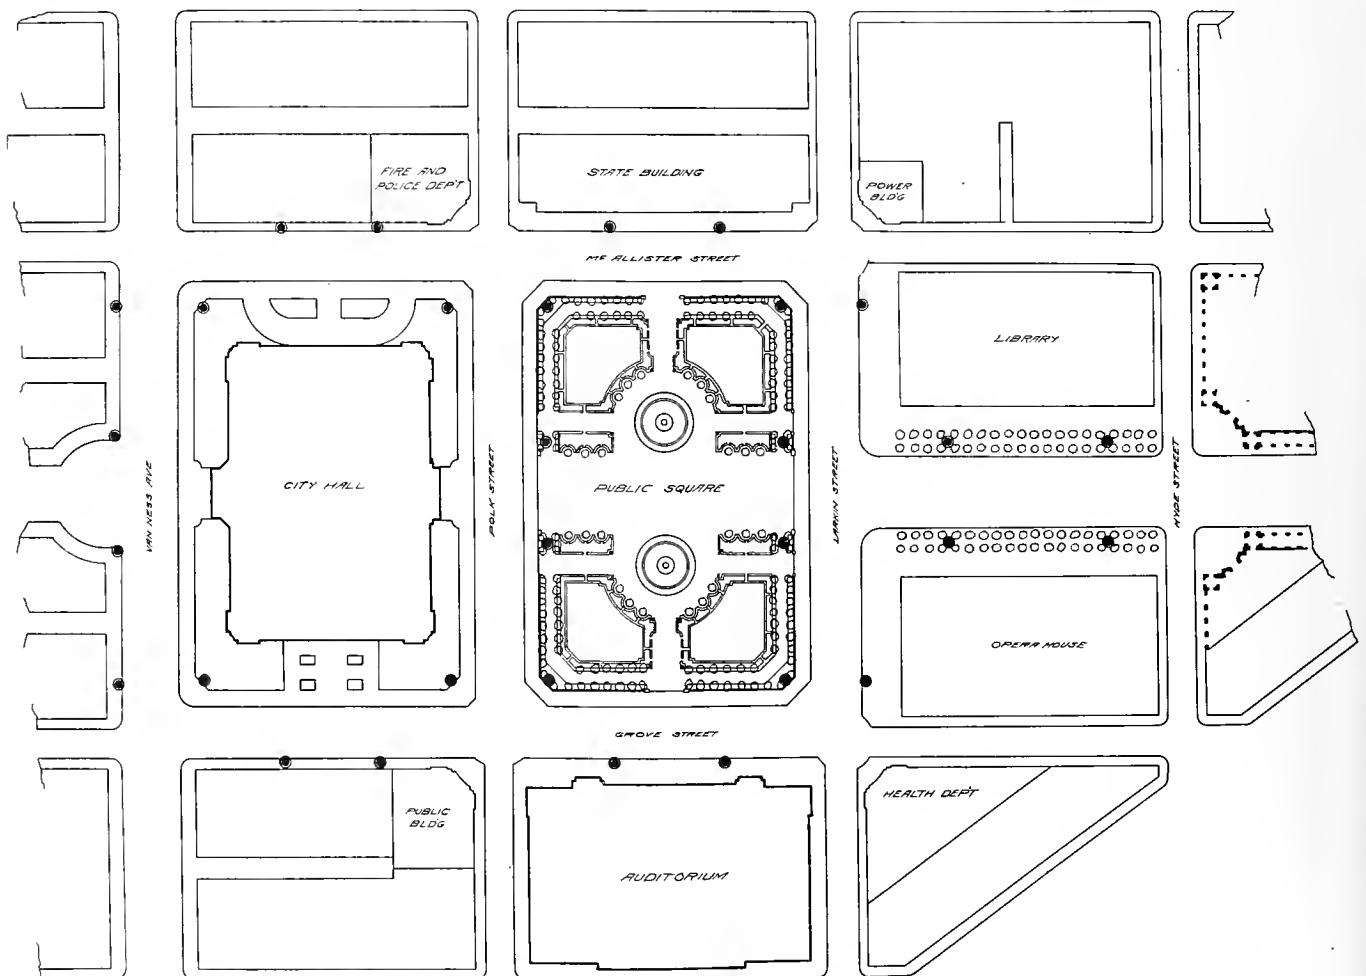 FIRE AND
POLICE DEP'T
STATE BUILDING
POWER
BLD'G
MC ALLISTER STREET
LIBRARY
VAN NESS AVE
CITY HALL
POLK STREET
PUBLIC SQUARE
LARKIN STREET
HYDE STREET
OPERA HOUSE
GROVE STREET
PUBLIC
BLD'G
AUDITORIUM
HEALTH DEP'T